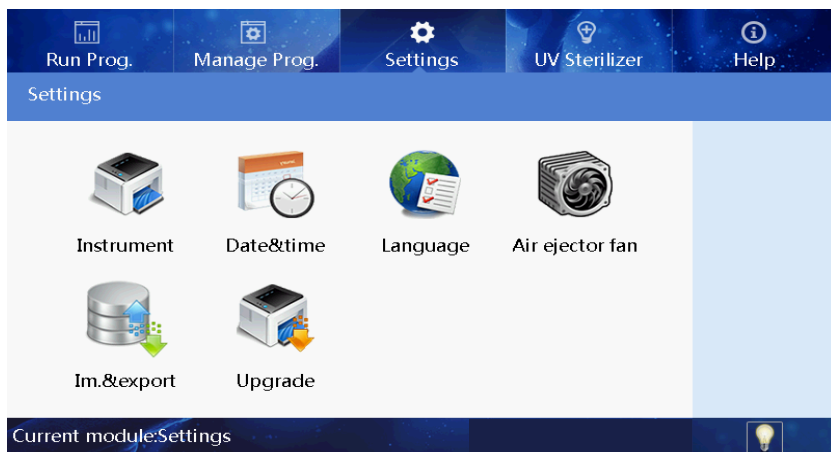 Run Prog. Manage Prog. Settings UV Sterilizer Help
Settings
Instrument Date&time Language Air ejector fan
Im.&export Upgrade
Current module:Settings